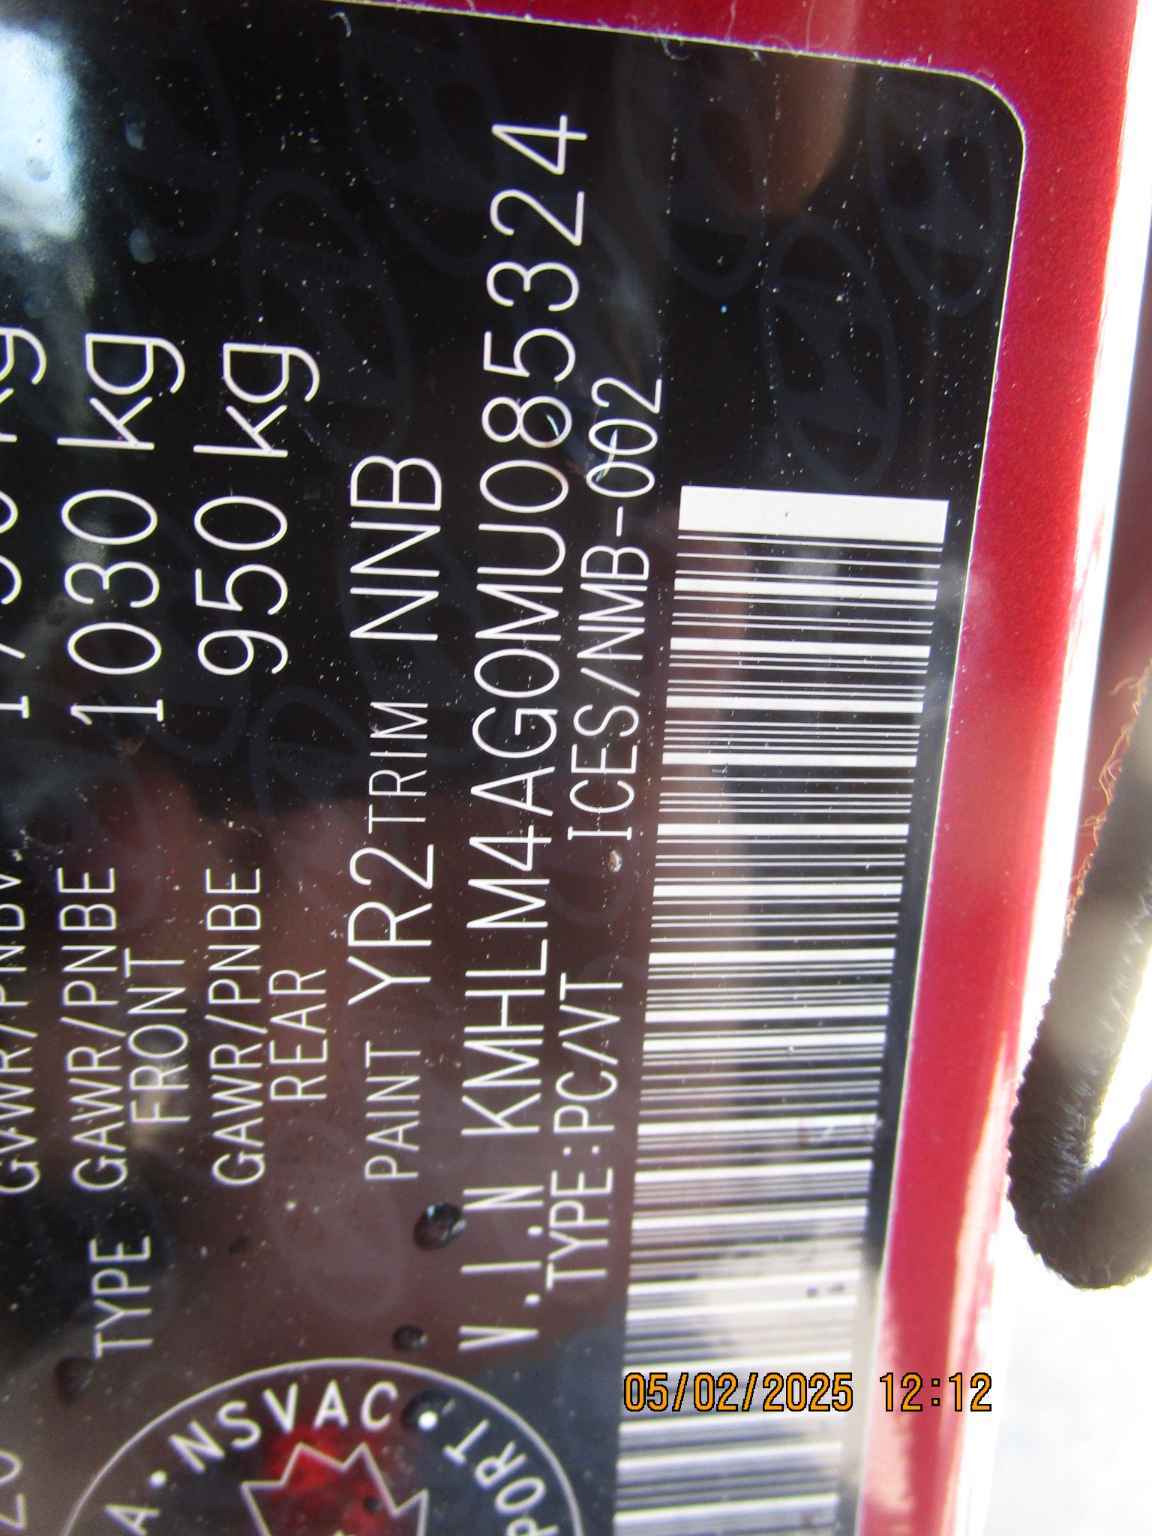 GVWR/PNBV.
TYPE GAWR/PNBE 1030 kg
FRONT
GAWR/PNBE 950 kg
REAR
PAINT YR2 TRIM NNB
V.I.N KMHLM4AG0MU085324
TYPE:PC/VT ICES/NMB-002
NSVAC
05/02/2025 12:12